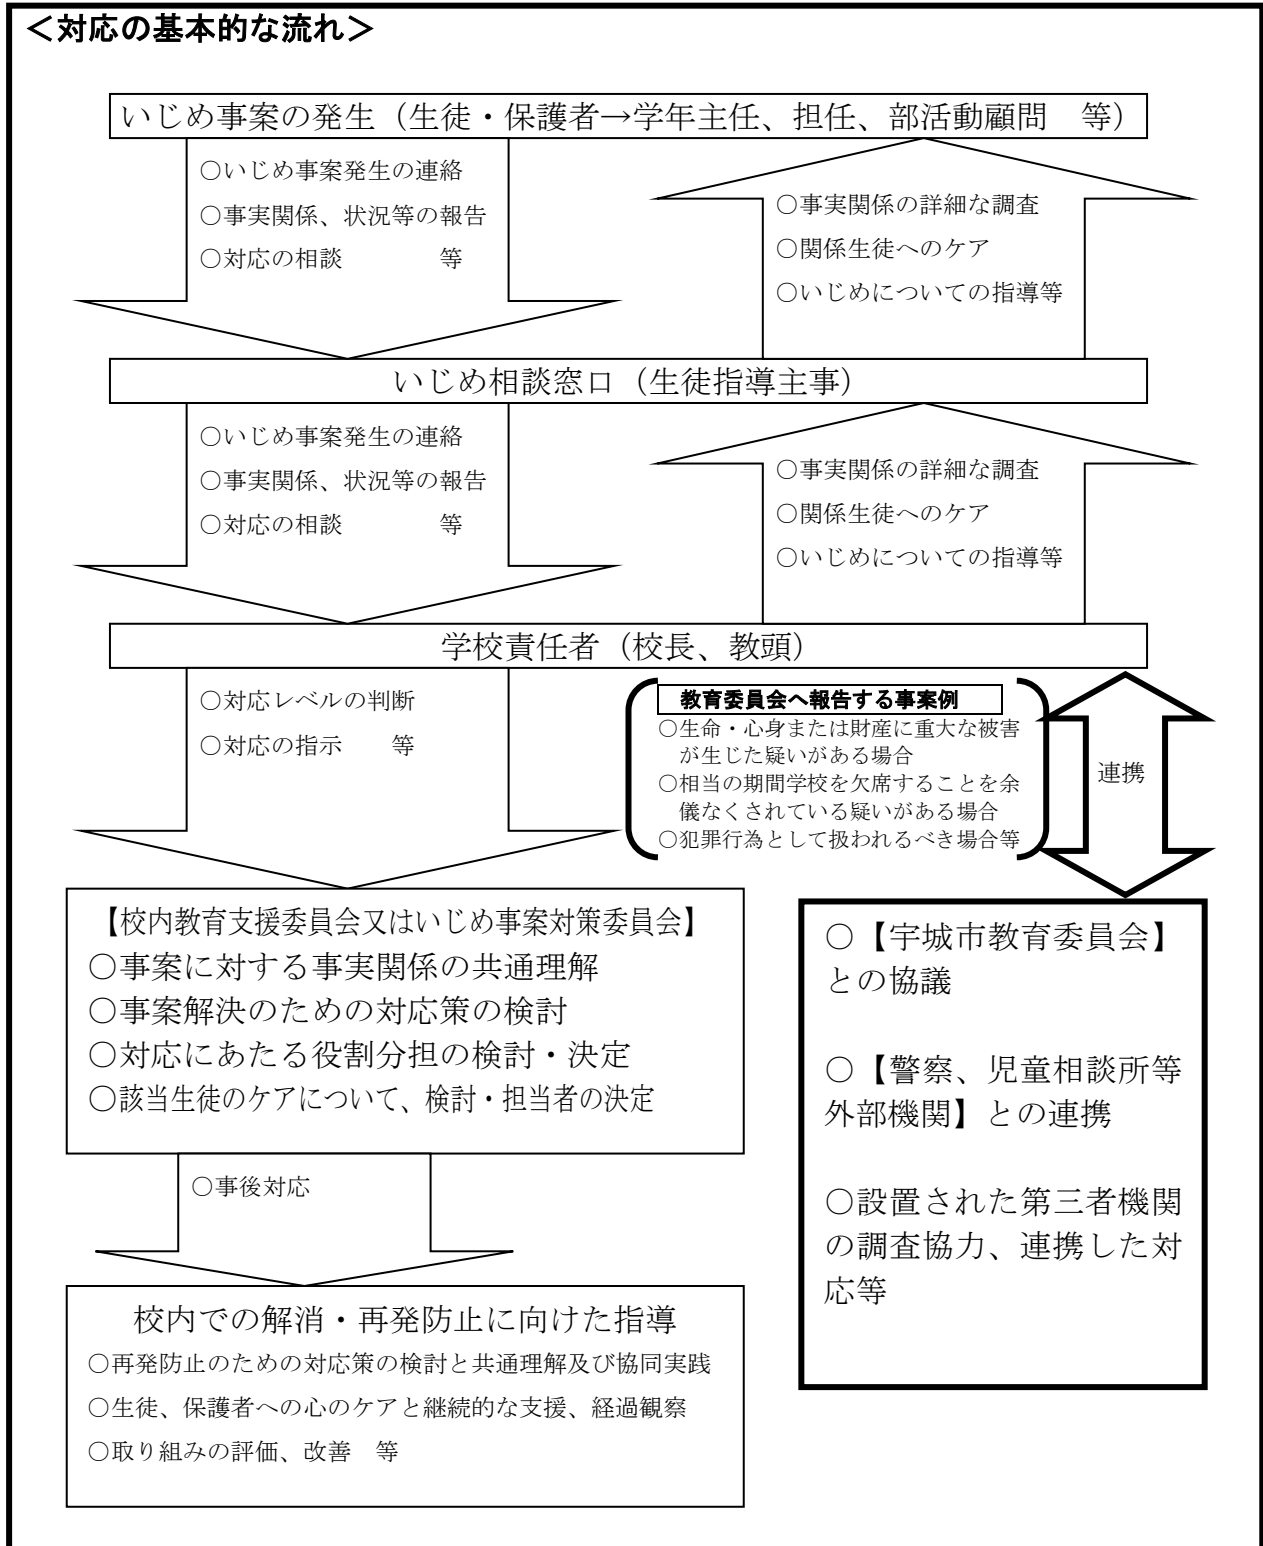 ＜対応の基本的な流れ＞
いじめ事案の発生（生徒・保護者→学年主任、担任、部活動顧問　等）
○いじめ事案発生の連絡
○事実関係、状況等の報告
○対応の相談　　　　等
○事実関係の詳細な調査
○関係生徒へのケア
○いじめについての指導等
いじめ相談窓口（生徒指導主事）
○いじめ事案発生の連絡
○事実関係、状況等の報告
○対応の相談　　　　等
○事実関係の詳細な調査
○関係生徒へのケア
○いじめについての指導等
学校責任者（校長、教頭）
○対応レベルの判断
○対応の指示　　等
教育委員会へ報告する事案例
○生命・心身または財産に重大な被害
が生じた疑いがある場合
○相当の期間学校を欠席することを余
儀なくされている疑いがある場合
○犯罪行為として扱われるべき場合等
連携
【校内教育支援委員会又はいじめ事案対策委員会】
○事案に対する事実関係の共通理解
○事案解決のための対応策の検討
○対応にあたる役割分担の検討・決定
○該当生徒のケアについて、検討・担当者の決定
○【宇城市教育委員会】
との協議
○【警察、児童相談所等
外部機関】との連携
○設置された第三者機関
の調査協力、連携した対
応等
○事後対応
校内での解消・再発防止に向けた指導
○再発防止のための対応策の検討と共通理解及び協同実践
○生徒、保護者への心のケアと継続的な支援、経過観察
○取り組みの評価、改善　等